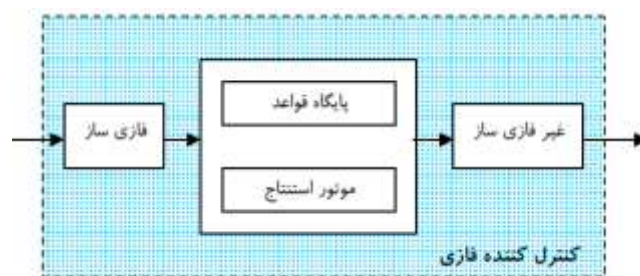 پایگاه قواعد
فازی ساز
غیر فازی ساز
موتور استنتاج
کنترل کننده فازی